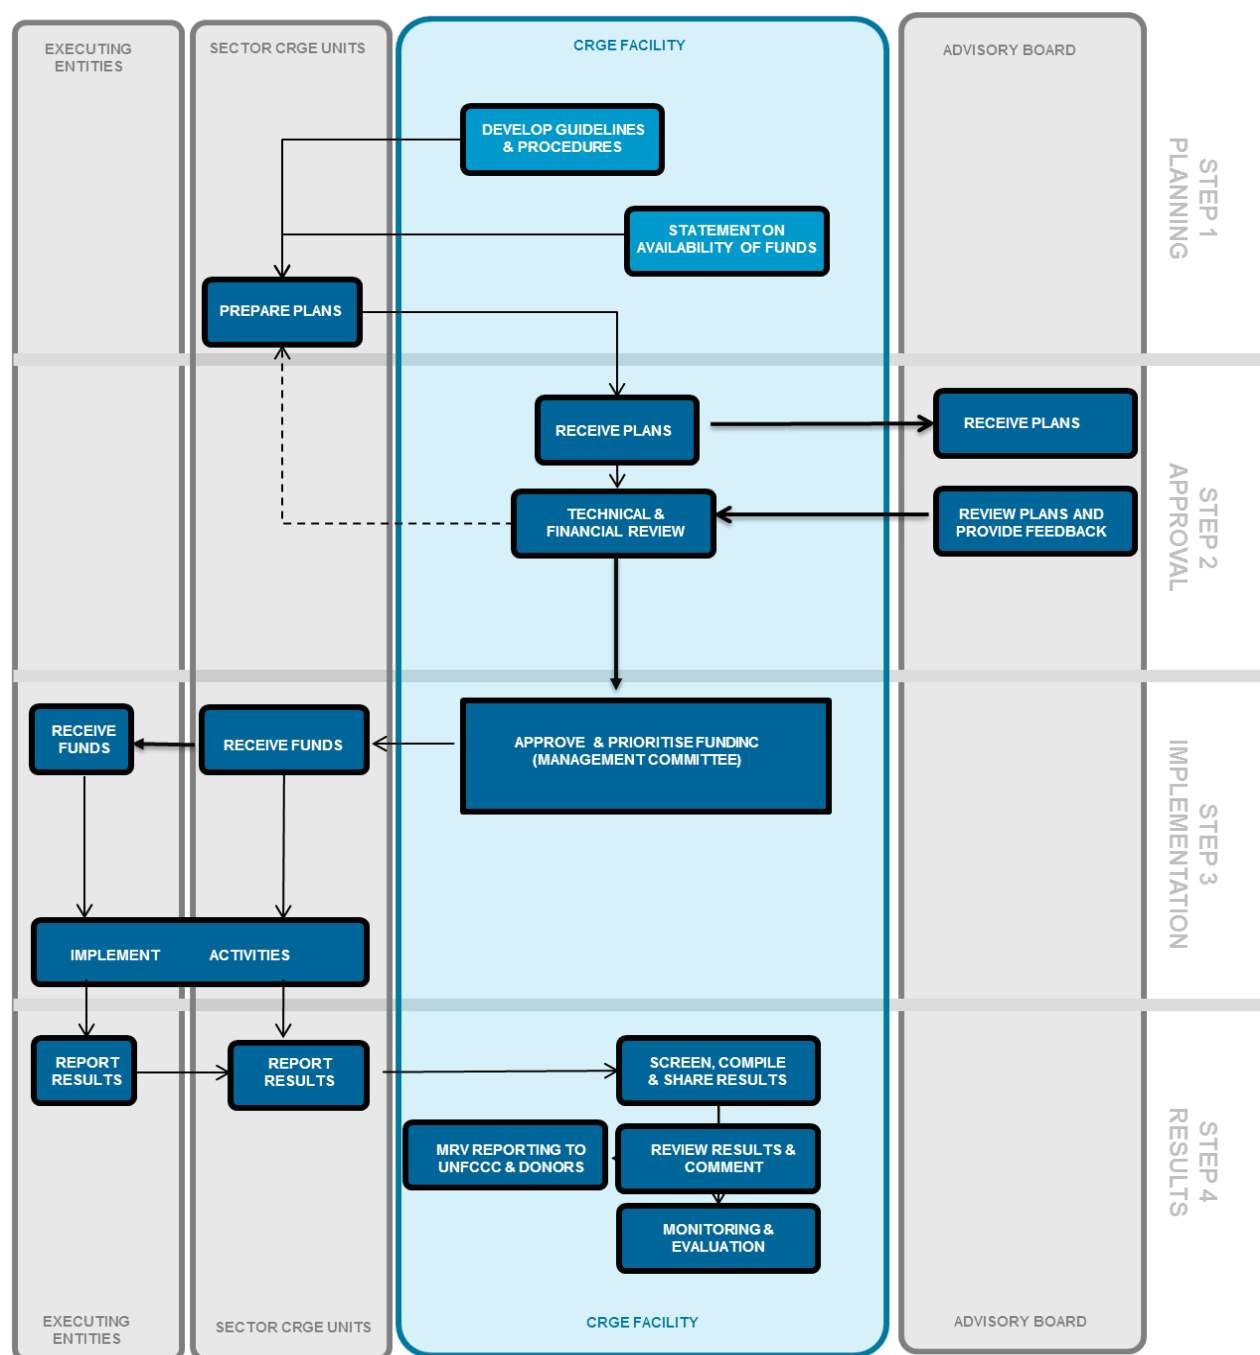 EXECUTING
ENTITIES
SECTOR CRGE UNITS
CRGE FACILITY
ADVISORY BOARD
STEP 1
PLANNING
DEVELOP GUIDELINES
& PROCEDURES
STATEMENT ON
AVAILABILITY OF FUNDS
PREPARE PLANS
STEP 2
APPROVAL
RECEIVE PLANS
RECEIVE PLANS
TECHNICAL &
FINANCIAL REVIEW
REVIEW PLANS AND
PROVIDE FEEDBACK
STEP 3
IMPLEMENTATION
RECEIVE
FUNDS
RECEIVE FUNDS
APPROVE & PRIORITISE FUNDINC
(MANAGEMENT COMMITTEE)
IMPLEMENT ACTIVITIES
STEP 4
RESULTS
REPORT
RESULTS
REPORT
RESULTS
SCREEN, COMPILE
& SHARE RESULTS
MRV REPORTING TO
UNFCCC & DONORS
REVIEW RESULTS &
COMMENT
MONITORING &
EVALUATION
EXECUTING
ENTITIES
SECTOR CRGE UNITS
CRGE FACILITY
ADVISORY BOARD